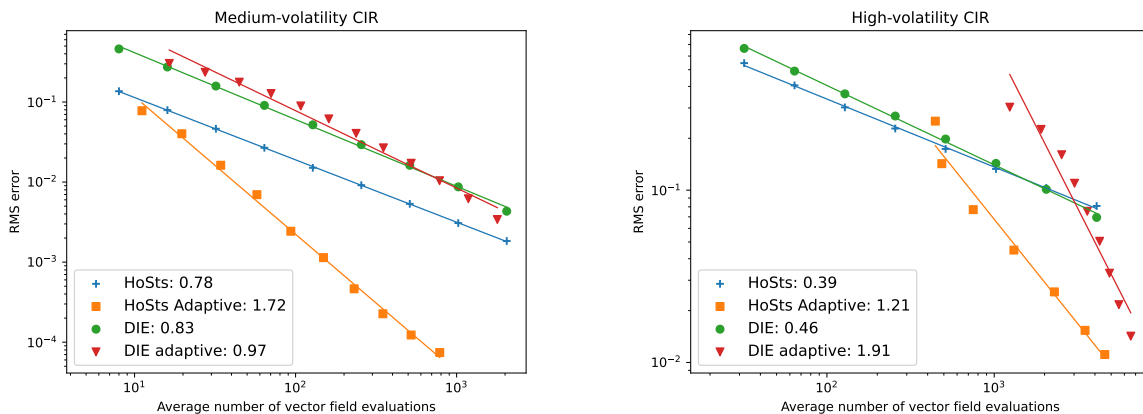 Medium-volatility CIR
RMS error
10⁻¹
10⁻²
10⁻³
10⁻⁴
HoSts: 0.78
HoSts Adaptive: 1.72
DIE: 0.83
DIE adaptive: 0.97
10¹
10²
10³
Average number of vector field evaluations
High-volatility CIR
RMS error
10⁻¹
10⁻²
HoSts: 0.39
HoSts Adaptive: 1.21
DIE: 0.46
DIE adaptive: 1.91
10²
10³
Average number of vector field evaluations